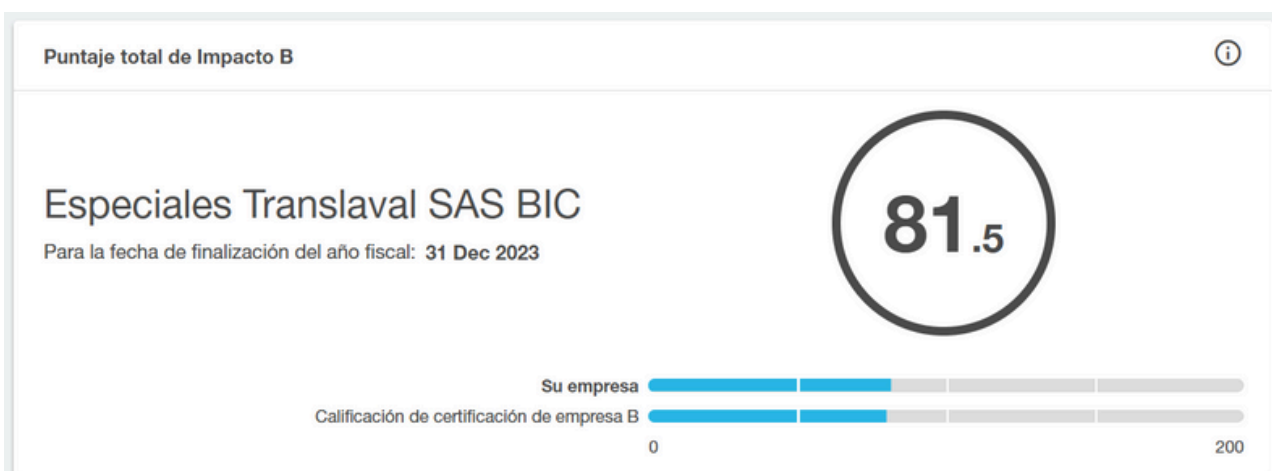 Puntaje total de Impacto B
Especiales Translaval SAS BIC
Para la fecha de finalización del año fiscal: 31 Dec 2023
81.5
Su empresa
Calificación de certificación de empresa B
0 200